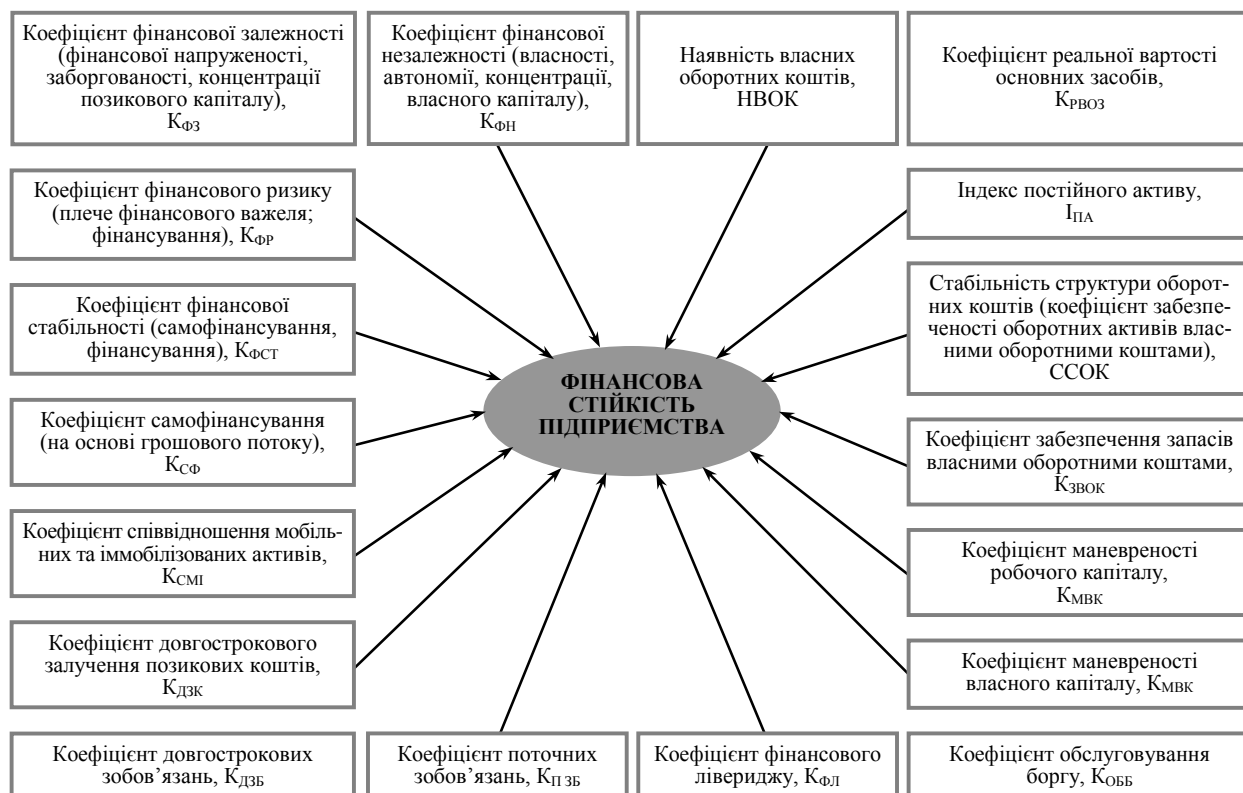 Коефіцієнт фінансової залежності
(фінансової напруженості,
заборгованості, концентрації
позикового капіталу),
КФЗ
Коефіцієнт фінансової
незалежності (власності,
автономії, концентрації,
власного капіталу),
КФН
Наявність власних
оборотних коштів,
НВОК
Коефіцієнт реальної вартості
основних засобів,
КРВОЗ
Коефіцієнт фінансового ризику
(плече фінансового важеля;
фінансування), КФР
Індекс постійного активу,
ІПА
Коефіцієнт фінансової
стабільності (самофінансування,
фінансування), КФСТ
Стабільність структури оборот-
них коштів (коефіцієнт забезпе-
ченості оборотних активів влас-
ними оборотними коштами),
ССОК
ФІНАНСОВА
СТІЙКІСТЬ
ПІДПРИЄМСТВА
Коефіцієнт самофінансування
(на основі грошового потоку),
КСФ
Коефіцієнт забезпечення запасів
власними оборотними коштами,
КЗВОК
Коефіцієнт співвідношення мобіль-
них та іммобілізованих активів,
КСМІ
Коефіцієнт маневреності
робочого капіталу,
КМВК
Коефіцієнт довгострокового
залучення позикових коштів,
КДЗК
Коефіцієнт маневреності
власного капіталу, КМВК
Коефіцієнт довгострокових
зобов’язань, КДЗБ
Коефіцієнт поточних
зобов’язань, КП ЗБ
Коефіцієнт фінансового
лівериджу, КФЛ
Коефіцієнт обслуговування
боргу, КОББ